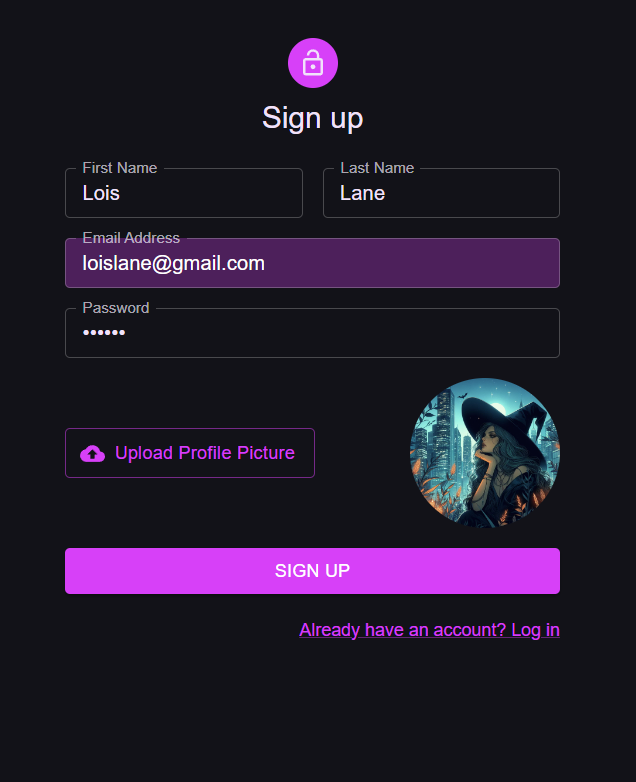 Sign up
First Name
Last Name
Lois
Lane
Email Address
loislane@gmail.com
Password
••••••
Upload Profile Picture
SIGN UP
Already have an account? Log in